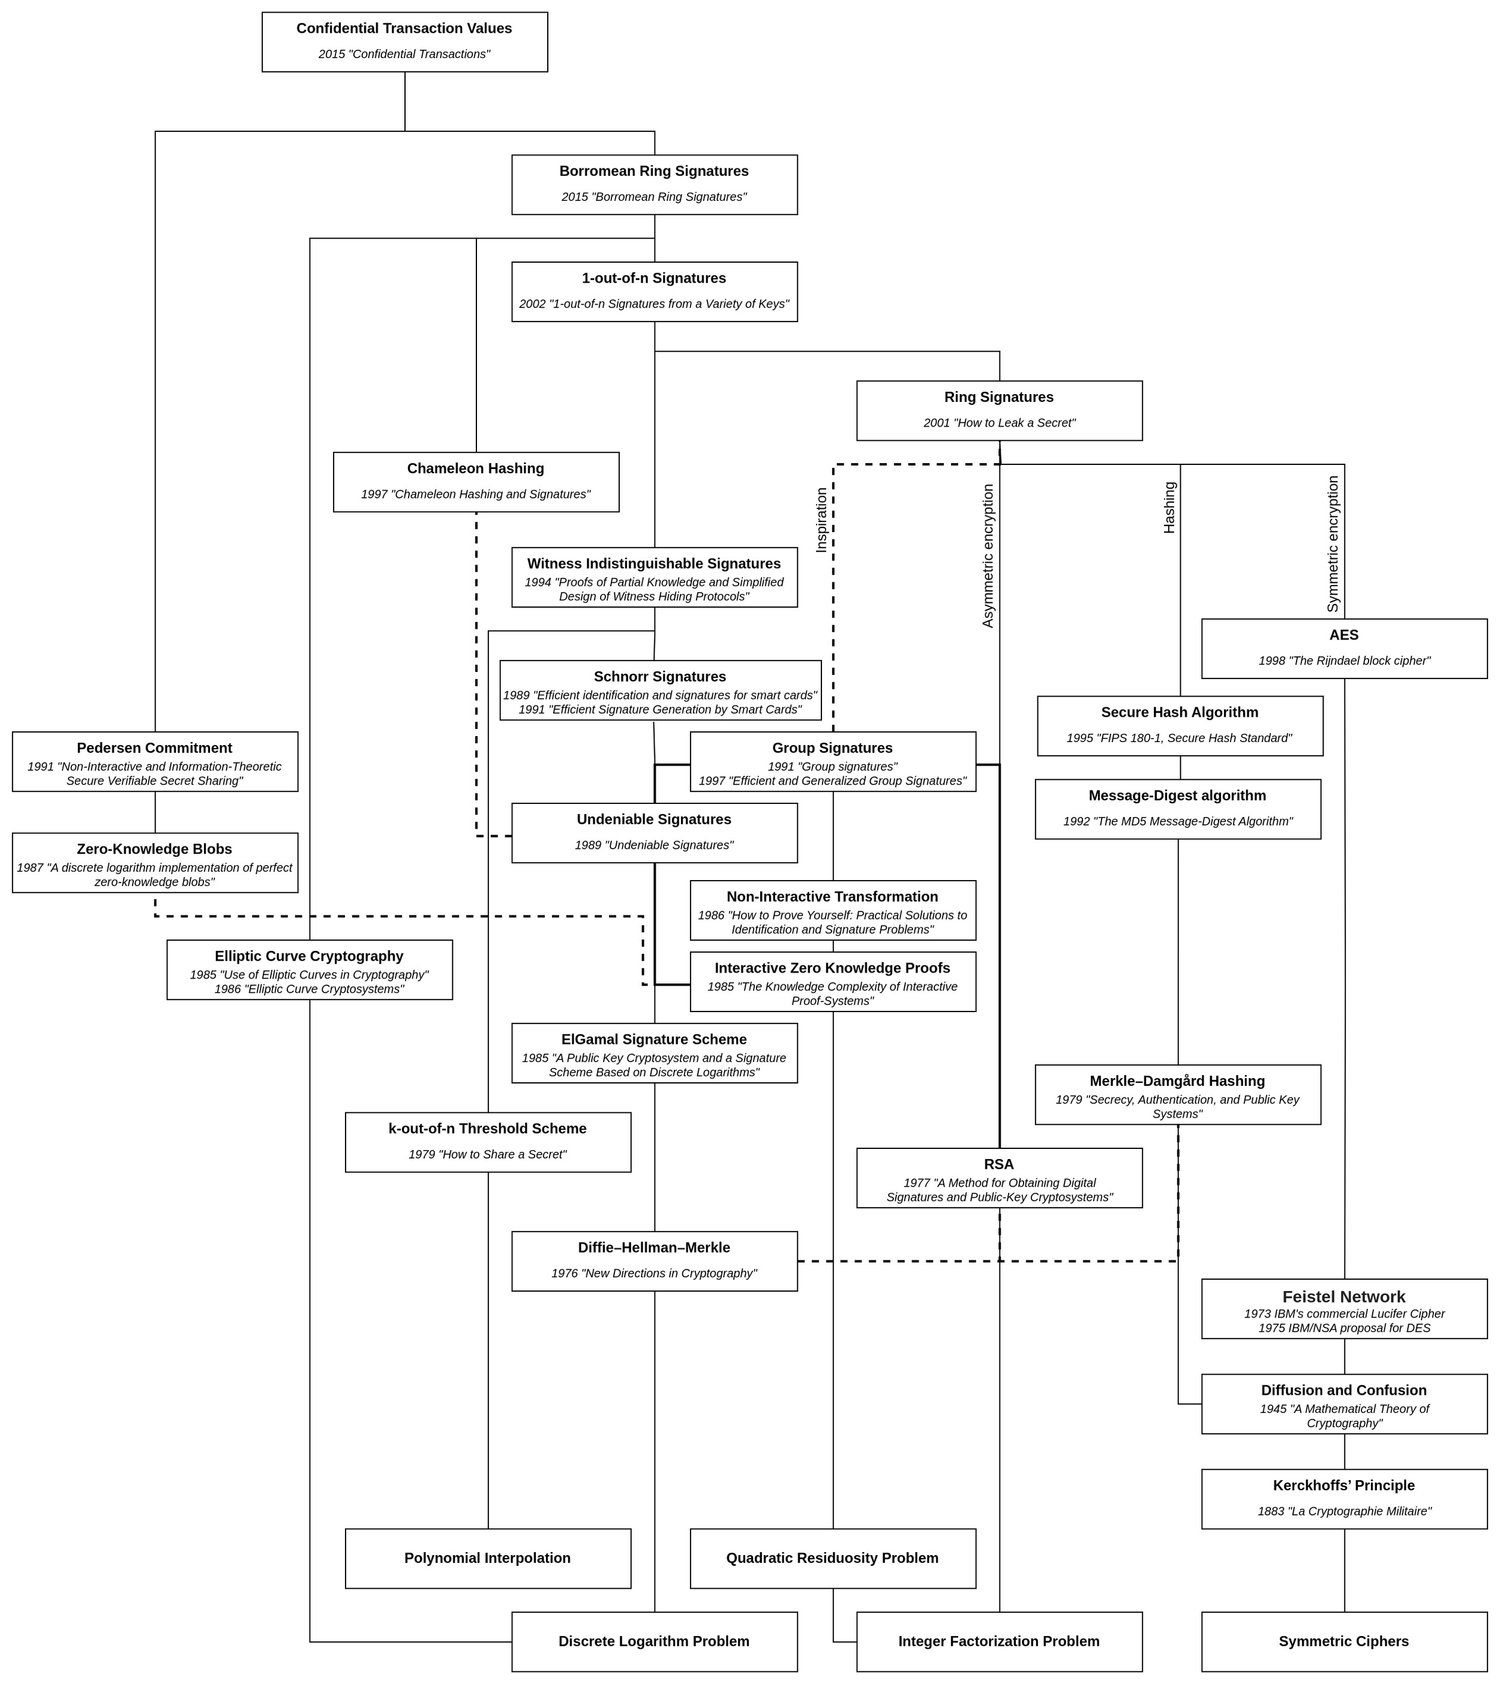 Confidential Transaction Values
2015 "Confidential Transactions"
Borromean Ring Signatures
2015 "Borromean Ring Signatures"
1-out-of-n Signatures
2002 "1-out-of-n Signatures from a Variety of Keys"
Ring Signatures
2001 "How to Leak a Secret"
Chameleon Hashing
1997 "Chameleon Hashing and Signatures"
Inspiration
Asymmetric encryption
Hashing
Symmetric encryption
Witness Indistinguishable Signatures
1994 "Proofs of Partial Knowledge and Simplified
Design of Witness Hiding Protocols"
AES
1998 "The Rijndael block cipher"
Schnorr Signatures
1989 "Efficient identification and signatures for smart cards"
1991 "Efficient Signature Generation by Smart Cards"
Secure Hash Algorithm
1995 "FIPS 180-1, Secure Hash Standard"
Pedersen Commitment
1991 "Non-Interactive and Information-Theoretic
Secure Verifiable Secret Sharing"
Group Signatures
1991 "Group signatures"
1997 "Efficient and Generalized Group Signatures"
Message-Digest algorithm
1992 "The MD5 Message-Digest Algorithm"
Undeniable Signatures
1989 "Undeniable Signatures"
Zero-Knowledge Blobs
1987 "A discrete logarithm implementation of perfect
zero-knowledge blobs"
Non-Interactive Transformation
1986 "How to Prove Yourself: Practical Solutions to
Identification and Signature Problems"
Elliptic Curve Cryptography
1985 "Use of Elliptic Curves in Cryptography"
1986 "Elliptic Curve Cryptosystems"
Interactive Zero Knowledge Proofs
1985 "The Knowledge Complexity of Interactive
Proof-Systems"
ElGamal Signature Scheme
1985 "A Public Key Cryptosystem and a Signature
Scheme Based on Discrete Logarithms"
Merkle–Damgård Hashing
1979 "Secrecy, Authentication, and Public Key
Systems"
k-out-of-n Threshold Scheme
1979 "How to Share a Secret"
RSA
1977 "A Method for Obtaining Digital
Signatures and Public-Key Cryptosystems"
Diffie–Hellman–Merkle
1976 "New Directions in Cryptography"
Feistel Network
1973 IBM's commercial Lucifer Cipher
1975 IBM/NSA proposal for DES
Diffusion and Confusion
1945 "A Mathematical Theory of
Cryptography"
Kerckhoffs’ Principle
1883 "La Cryptographie Militaire"
Polynomial Interpolation
Quadratic Residuosity Problem
Discrete Logarithm Problem
Integer Factorization Problem
Symmetric Ciphers